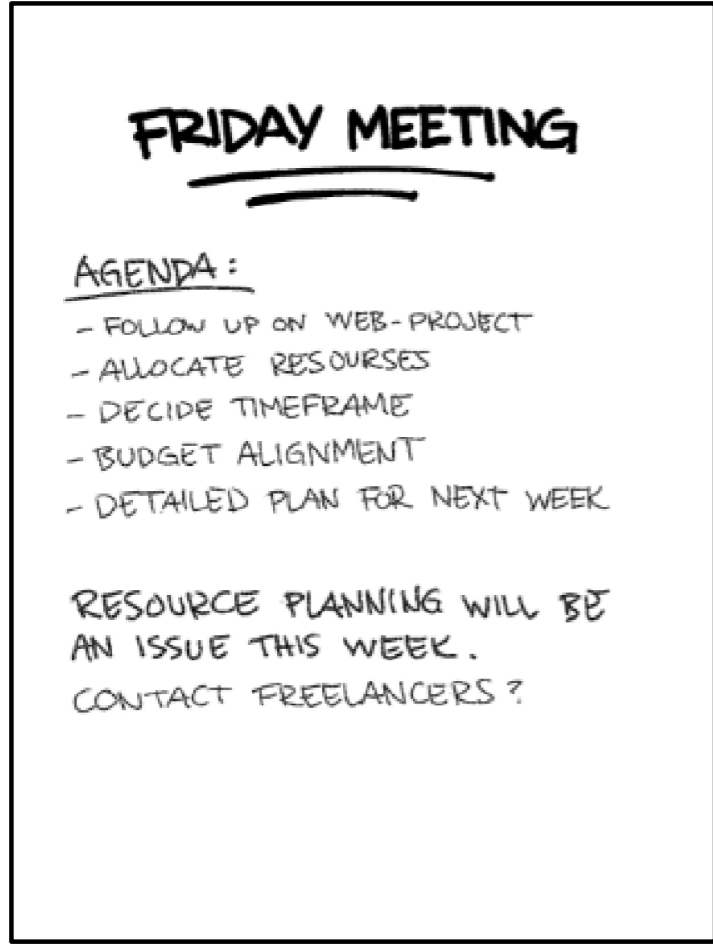 FRIDAY MEETING
AGENDA:
- FOLLOW UP ON WEB-PROJECT
- ALLOCATE RESOURSES
- DECIDE TIMEFRAME
- BUDGET ALIGNMENT
- DETAILED PLAN FOR NEXT WEEK
RESOURCE PLANNING WILL BE
AN ISSUE THIS WEEK.
CONTACT FREELANCERS?